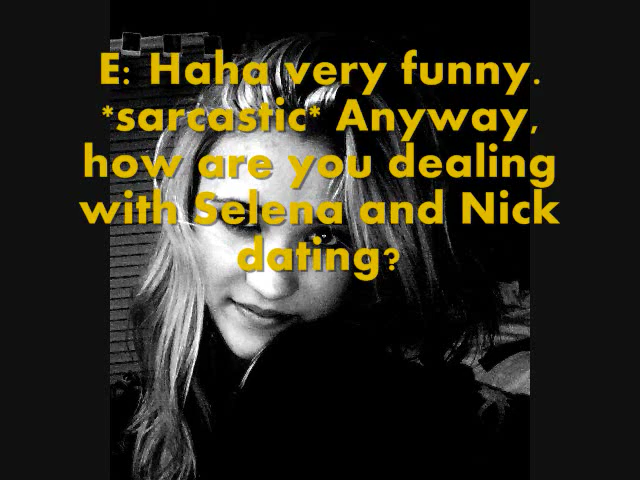 E: Haha very funny.
*sarcastic* Anyway,
how are you dealing
with Selena and Nick
dating?